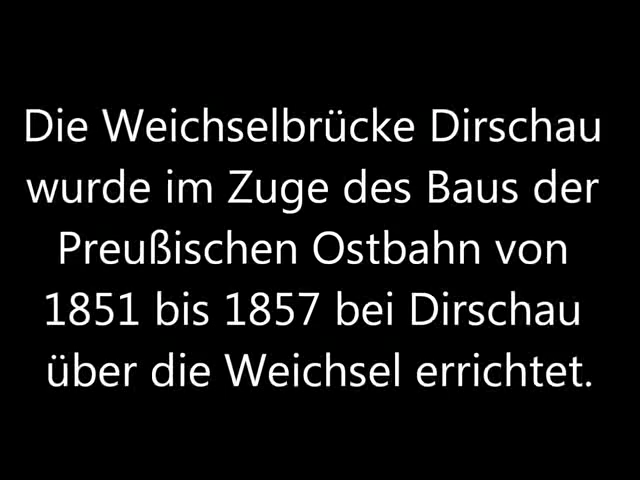 Die Weichselbrücke Dirschau
wurde im Zuge des Baus der
Preußischen Ostbahn von
1851 bis 1857 bei Dirschau
über die Weichsel errichtet.